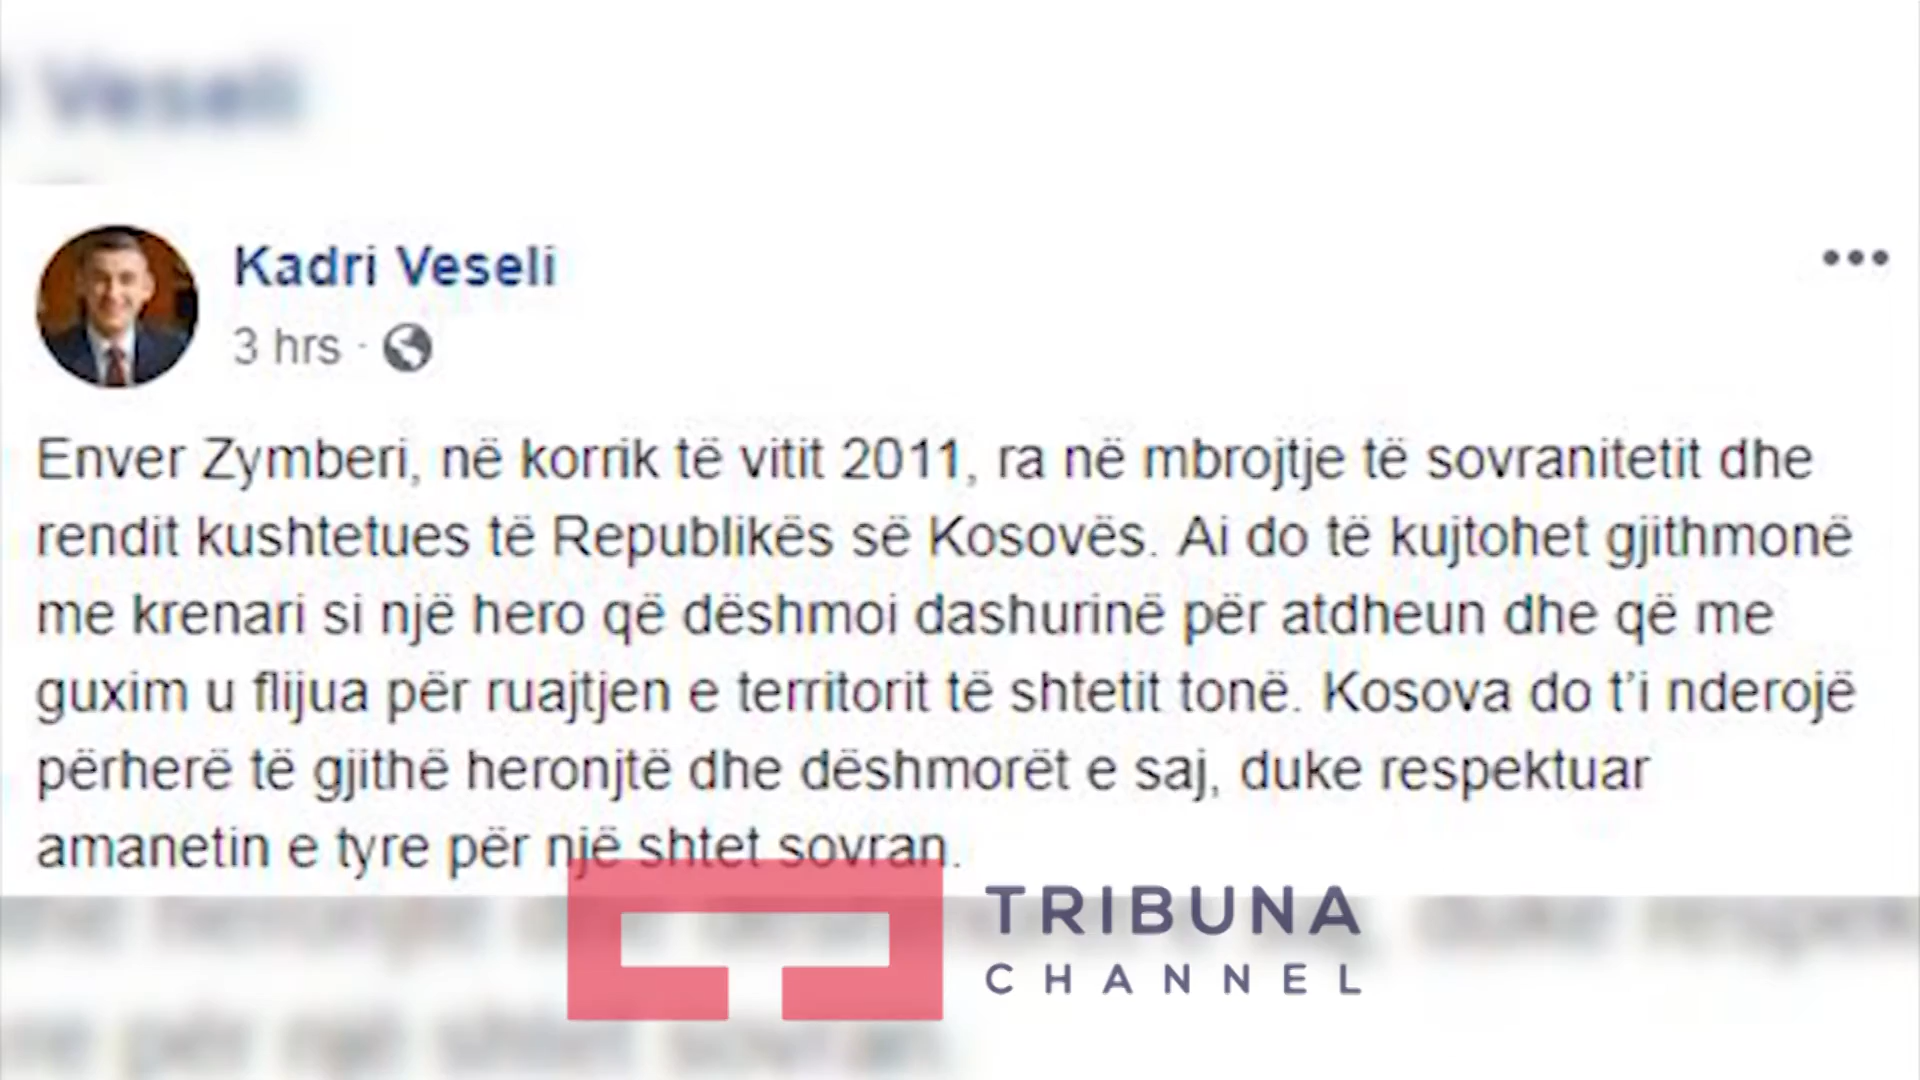 Veseli
Kadri Veseli
3 hrs ·
Enver Zymberi, në korrik të vitit 2011, ra në mbrojtje të sovranitetit dhe
rendit kushtetues të Republikës së Kosovës. Ai do të kujtohet gjithmonë
me krenari si një hero që dëshmoi dashurinë për atdheun dhe që me
guxim u flijua për ruajtjen e territorit të shtetit tonë. Kosova do t'i nderojë
përherë të gjithë heronjtë dhe dëshmorët e saj, duke respektuar
amanetin e tyre për një shtet sovran.
TRIBUNA
CHANNEL